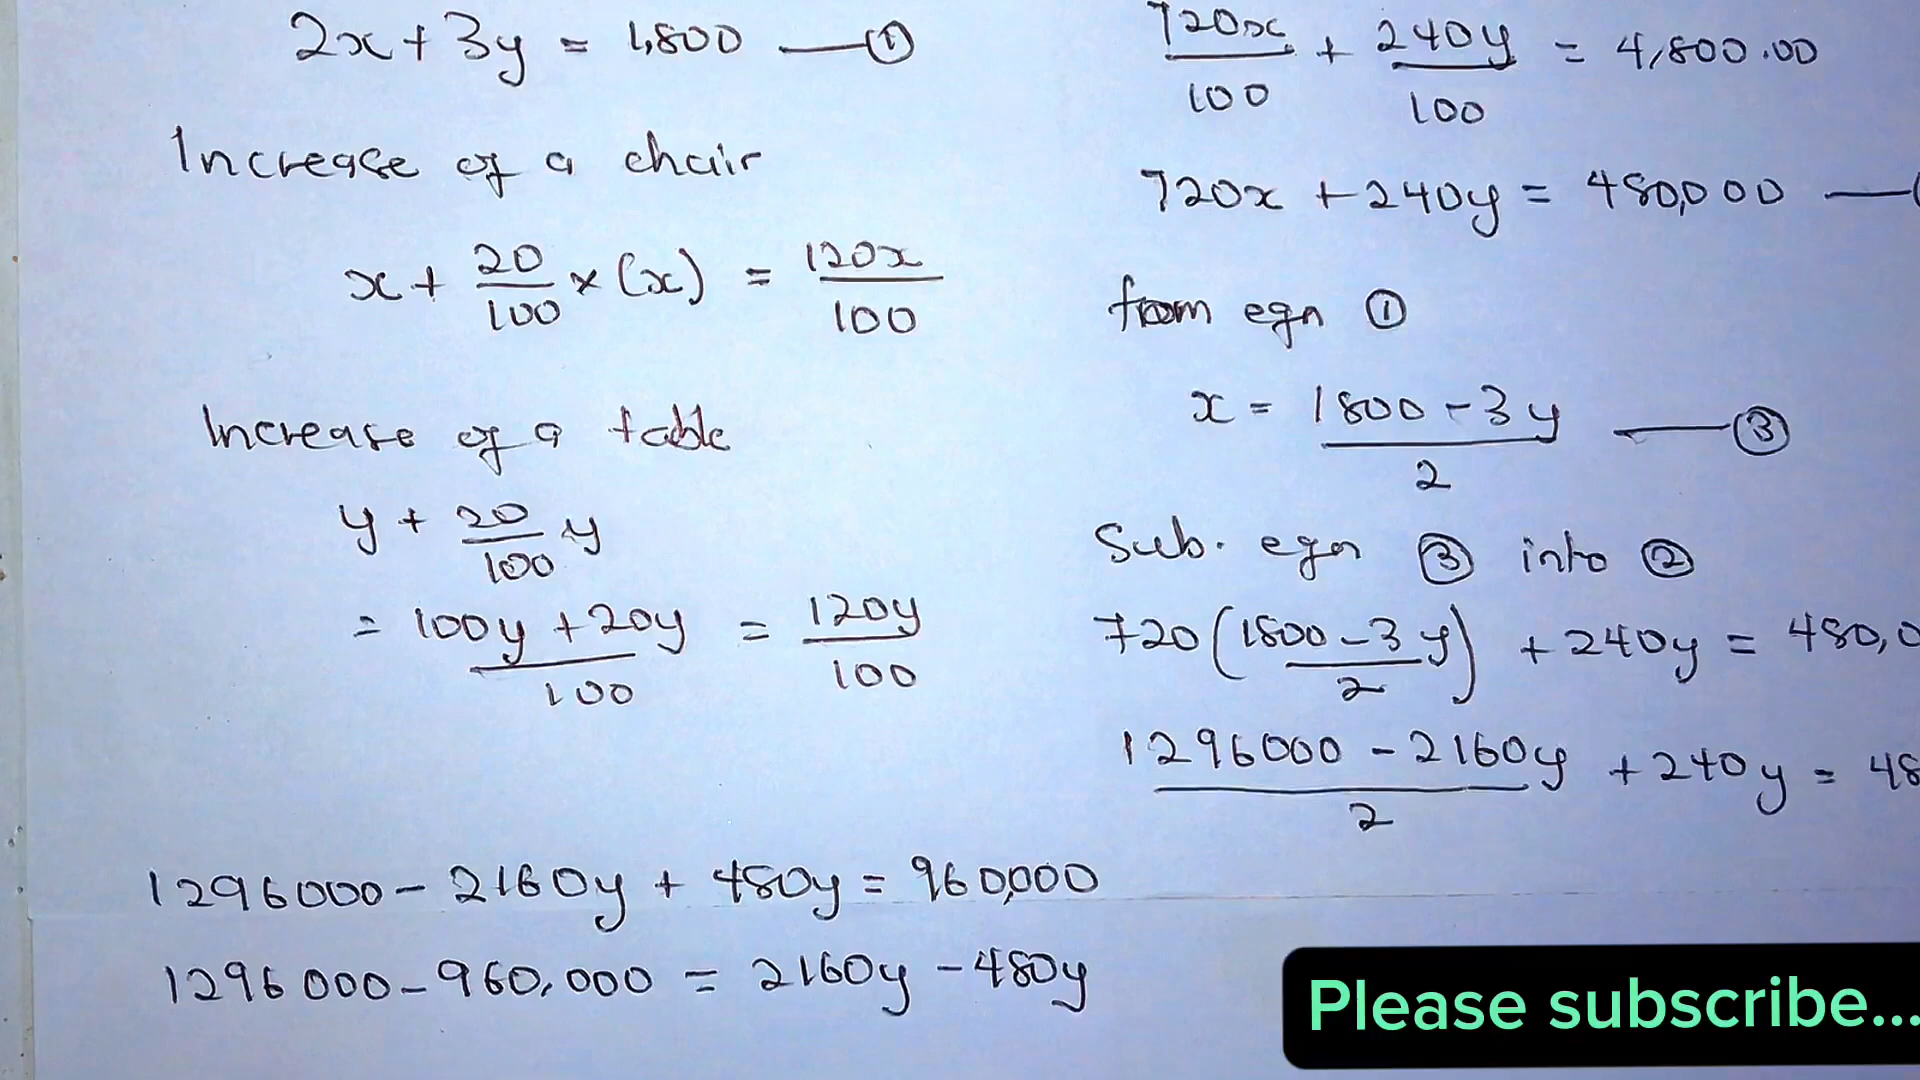 2x + 3y = 1,800 —①
Increase of a chair
x + 20/100 × (x) = 120x/100
Increase of a table
y + 20/100 y
= 100y + 20y/100 = 120y/100
720x/100 + 240y/100 = 4,800.00
720x + 240y = 480,000 —
from eqn ①
x = 1800 - 3y/2 —③
Sub. eqn ③ into ②
720(1800 - 3y/2) + 240y = 480,0
1296000 - 2160y/2 + 240y = 48
1296000 - 2160y + 480y = 960,000
1296000 - 960,000 = 2160y - 480y
Please subscribe...